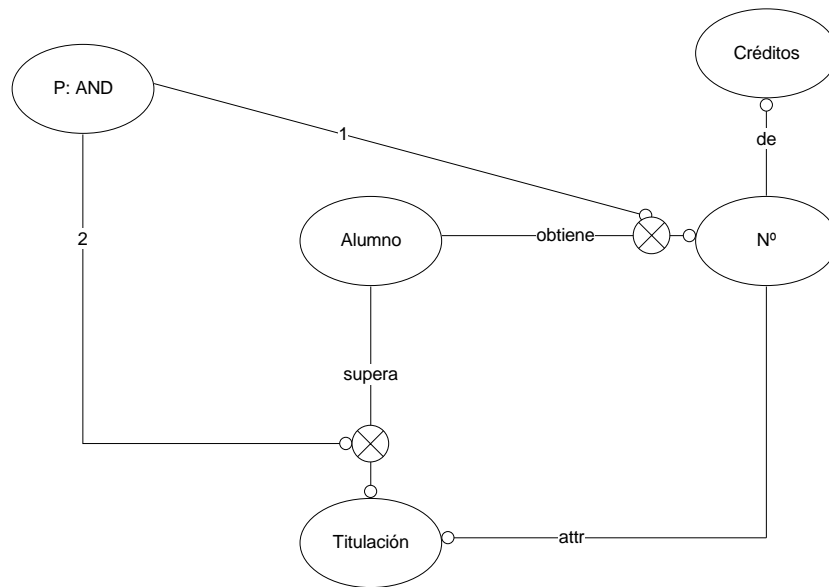 Créditos
P: AND
1
de
2
Alumno
obtiene
Nº
supera
Titulación
attr